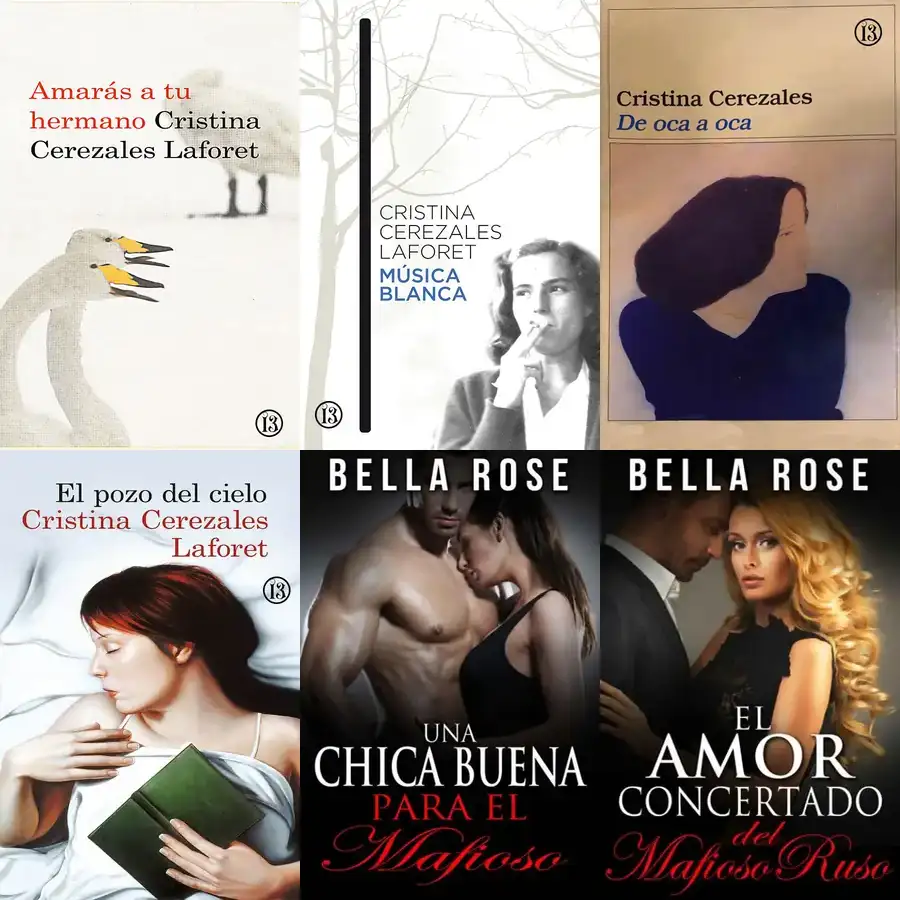 Amarás a tu
hermano Cristina
Cerezales Laforet
13
CRISTINA
CEREZALES
LAFORET
MÚSICA
BLANCA
13
13
Cristina Cerezales
De oca a oca
El pozo del cielo
Cristina Cerezales
Laforet
13
BELLA ROSE
UNA
CHICA BUENA
PARA EL
Mafioso
BELLA ROSE
EL
AMOR
CONCERTADO
del
Mafioso Ruso